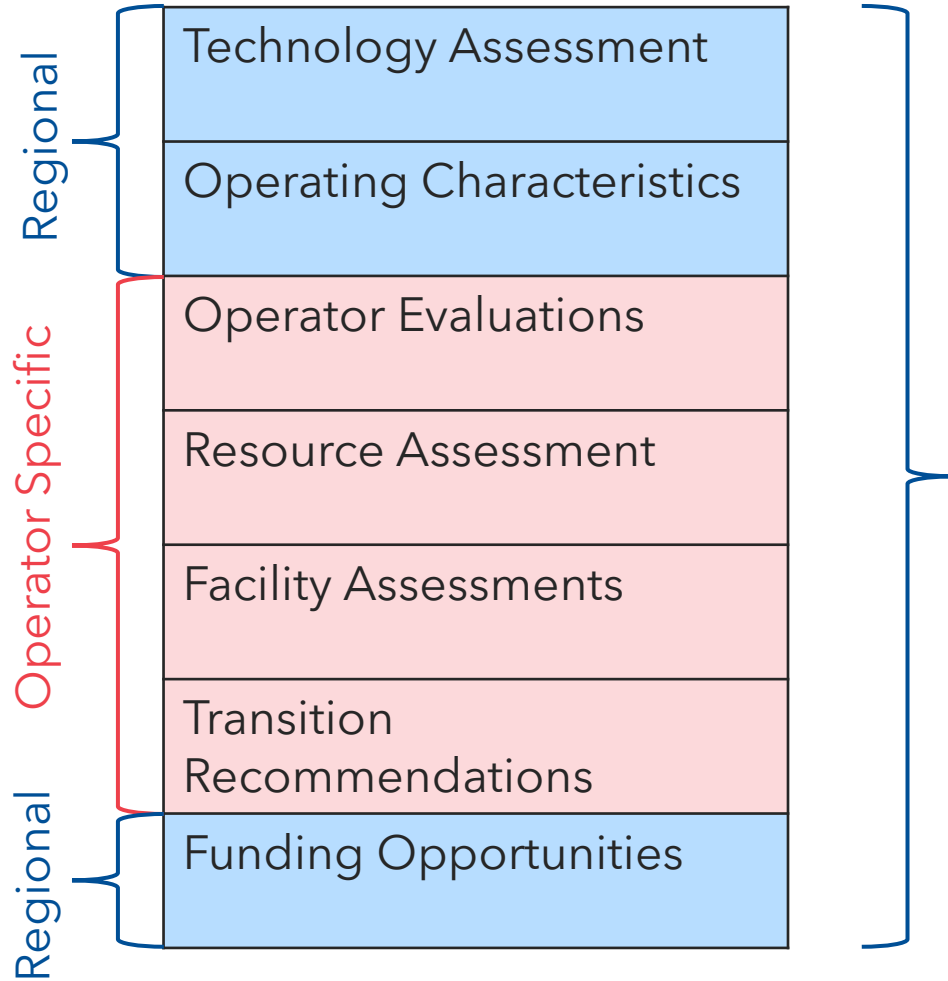 Regional
Technology Assessment
Operating Characteristics
Operator Specific
Operator Evaluations
Resource Assessment
Facility Assessments
Transition
Recommendations
Regional
Funding Opportunities